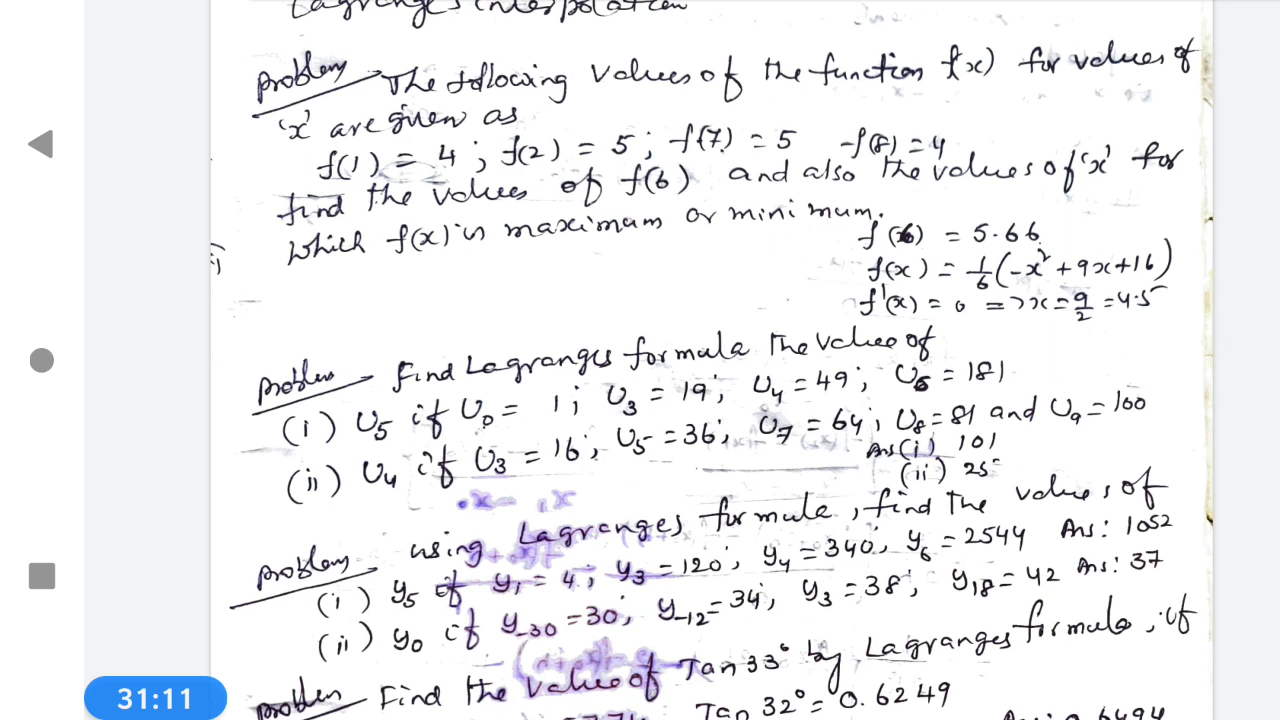 Lagranges interpolation
Problem The following values of the function f(x) for values of
'x' are given as
f(1) = 4 ; f(2) = 5 ; f(7) = 5 f(8) = 4
find the values of f(6) and also the values of 'x' for
which f(x) is maximum or minimum.
f(6) = 5.66
f(x) = 1/6(-x²+9x+16)
f'(x) = 0 => x = 9/2 = 4.5
Problem Find Lagranges formula the value of
(i) U₅ if U₀ = 1; U₃ = 19; U₄ = 49; U₆ = 181
(ii) U₄ if U₃ = 16; U₅ = 36; U₇ = 64; U₈ = 81 and U₉ = 100
Ans (i) 101
(ii) 25
Problem using Lagranges formula, find the values of
(i) y₅ if y₁ = 4; y₃ = 120; y₄ = 340; y₆ = 2544 Ans: 1052
(ii) y₀ if y₋₃₀ = 30; y₋₁₂ = 34; y₃ = 38; y₁₈ = 42 Ans: 37
Problem Find the value of Tan 33° by Lagranges formula, if
Tan 32° = 0.6249
31:11